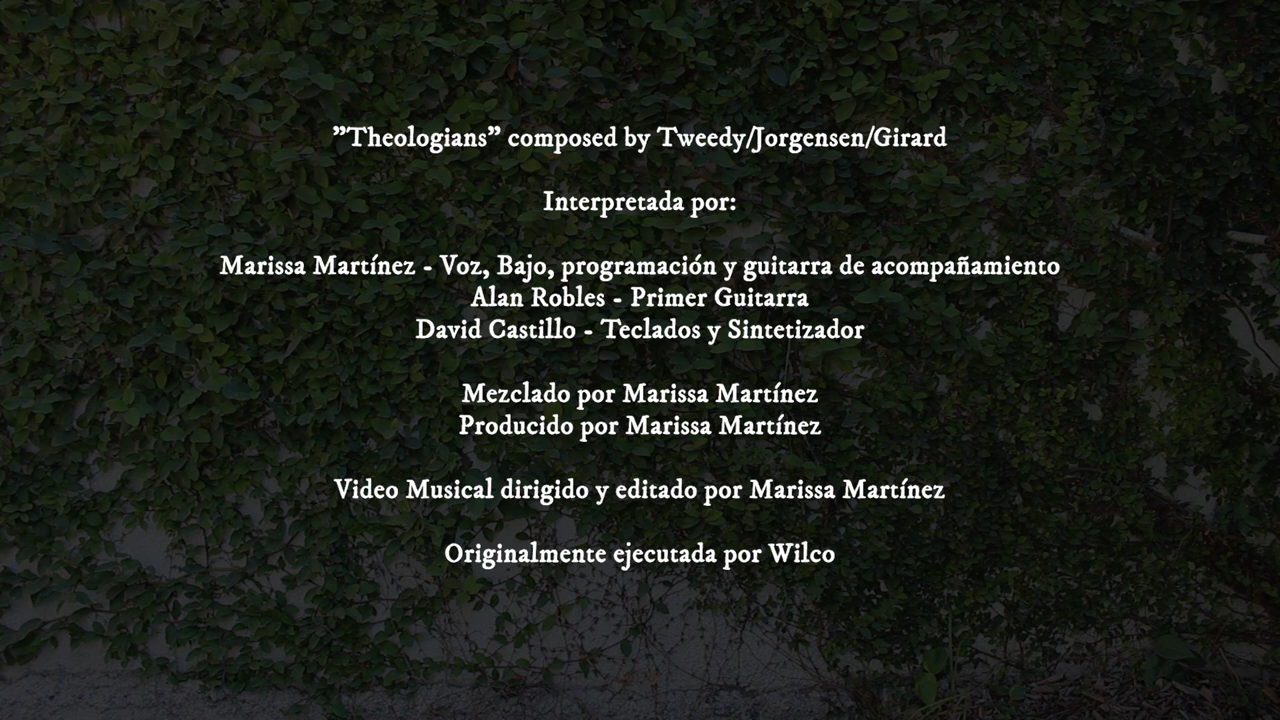 ”Theologians” composed by Tweedy/Jorgensen/Girard
Interpretada por:
Marissa Martínez - Voz, Bajo, programación y guitarra de acompañamiento
Alan Robles - Primer Guitarra
David Castillo - Teclados y Sintetizador
Mezclado por Marissa Martínez
Producido por Marissa Martínez
Video Musical dirigido y editado por Marissa Martínez
Originalmente ejecutada por Wilco